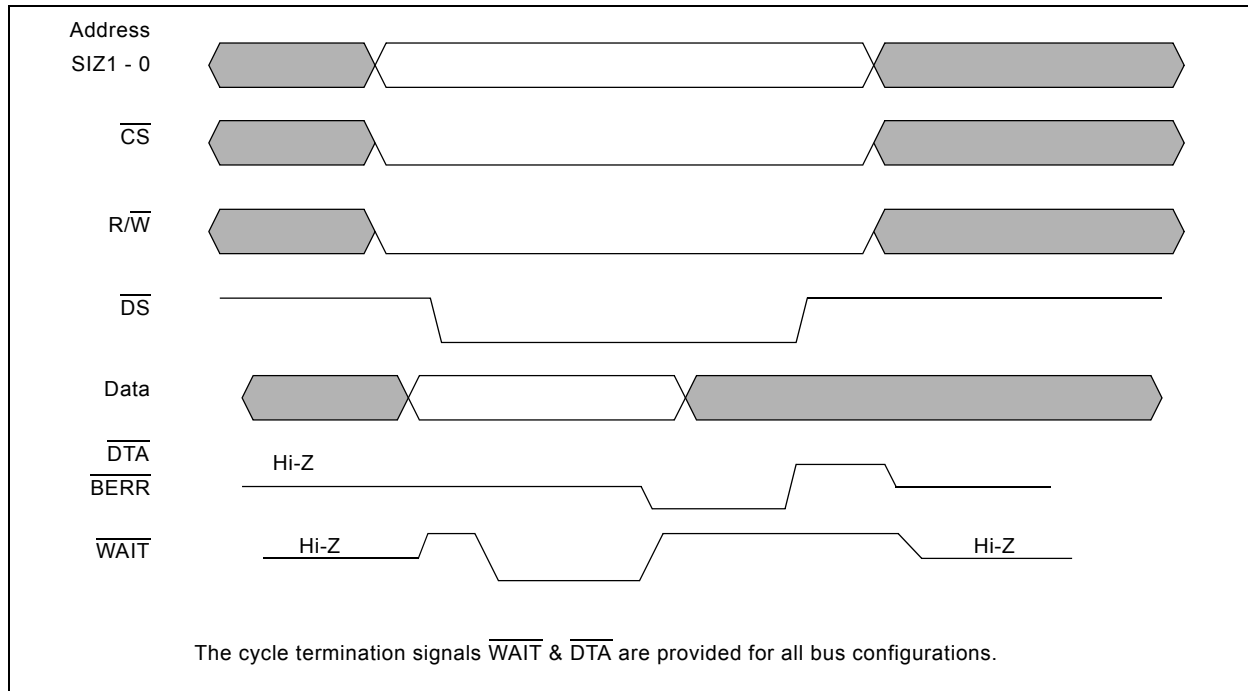 Address
SIZ1 - 0
CS
R/W
DS
Data
DTA
Hi-Z
BERR
WAIT
Hi-Z
Hi-Z
The cycle termination signals WAIT & DTA are provided for all bus configurations.